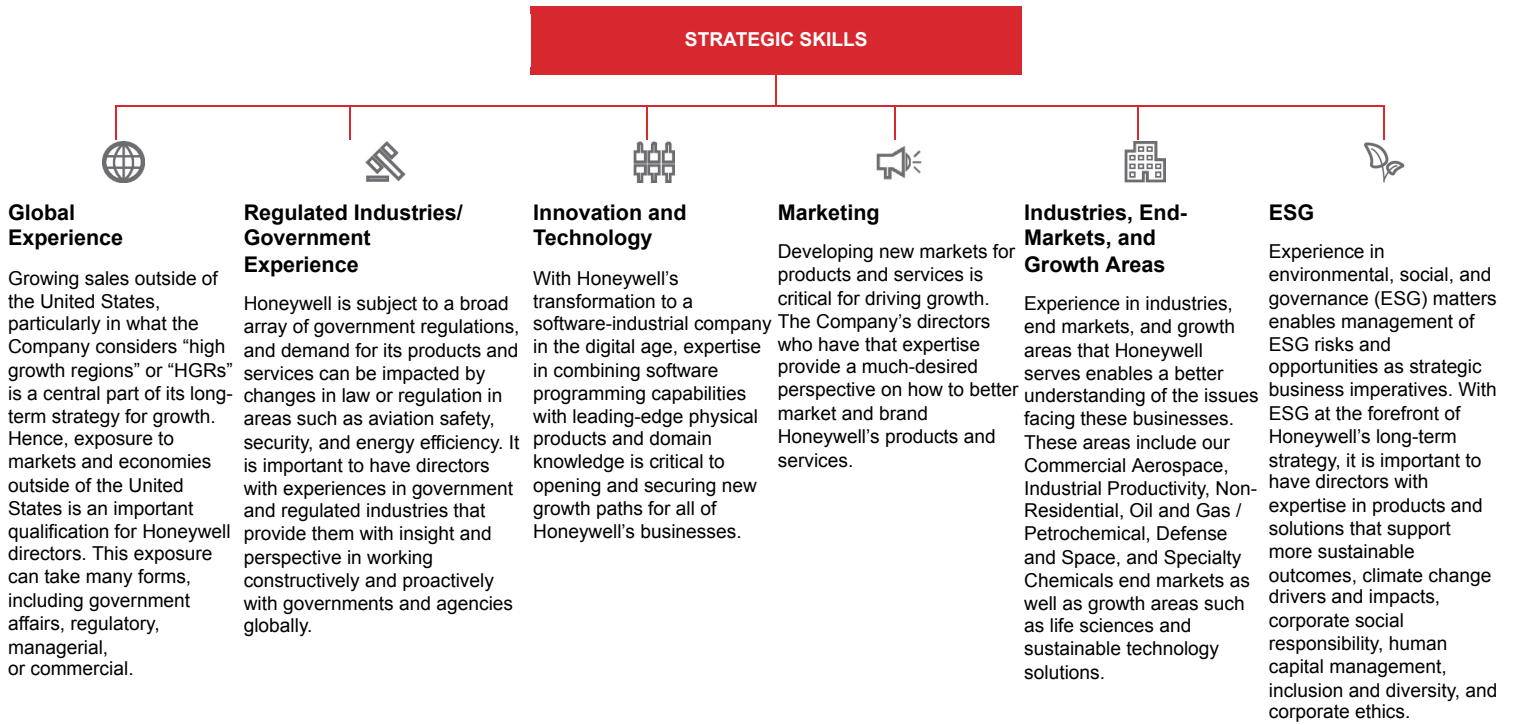 STRATEGIC SKILLS
Global
Experience
Growing sales outside of
the United States,
particularly in what the
Company considers “high
growth regions” or “HGRs”
is a central part of its long-
term strategy for growth.
Hence, exposure to
markets and economies
outside of the United
States is an important
qualification for Honeywell
directors. This exposure
can take many forms,
including government
affairs, regulatory,
managerial,
or commercial.
Regulated Industries/
Government
Experience
Honeywell is subject to a broad
array of government regulations,
and demand for its products and
services can be impacted by
changes in law or regulation in
areas such as aviation safety,
security, and energy efficiency. It
is important to have directors
with experiences in government
and regulated industries that
provide them with insight and
perspective in working
constructively and proactively
with governments and agencies
globally.
Innovation and
Technology
With Honeywell’s
transformation to a
software-industrial company
in the digital age, expertise
in combining software
programming capabilities
with leading-edge physical
products and domain
knowledge is critical to
opening and securing new
growth paths for all of
Honeywell’s businesses.
Marketing
Developing new markets for
products and services is
critical for driving growth.
The Company’s directors
who have that expertise
provide a much-desired
perspective on how to better
market and brand
Honeywell’s products and
services.
Industries, End-
Markets, and
Growth Areas
Experience in industries,
end markets, and growth
areas that Honeywell
serves enables a better
understanding of the issues
facing these businesses.
These areas include our
Commercial Aerospace,
Industrial Productivity, Non-
Residential, Oil and Gas /
Petrochemical, Defense
and Space, and Specialty
Chemicals end markets as
well as growth areas such
as life sciences and
sustainable technology
solutions.
ESG
Experience in
environmental, social, and
governance (ESG) matters
enables management of
ESG risks and
opportunities as strategic
business imperatives. With
ESG at the forefront of
Honeywell’s long-term
strategy, it is important to
have directors with
expertise in products and
solutions that support
more sustainable
outcomes, climate change
drivers and impacts,
corporate social
responsibility, human
capital management,
inclusion and diversity, and
corporate ethics.